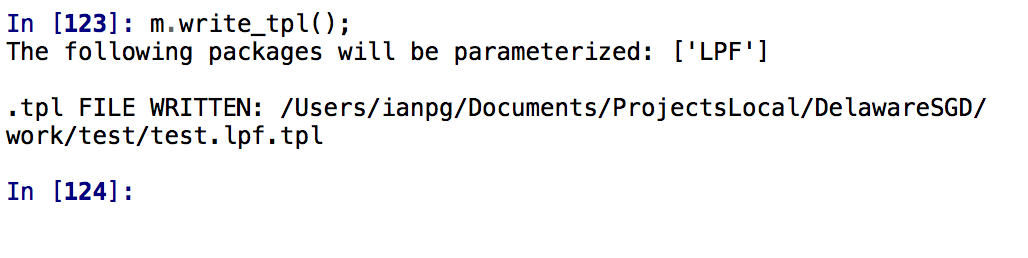 In [123]: m.write_tpl();
The following packages will be parameterized: ['LPF']
.tpl FILE WRITTEN: /Users/ianpg/Documents/ProjectsLocal/DelawareSGD/
work/test/test.lpf.tpl
In [124]: